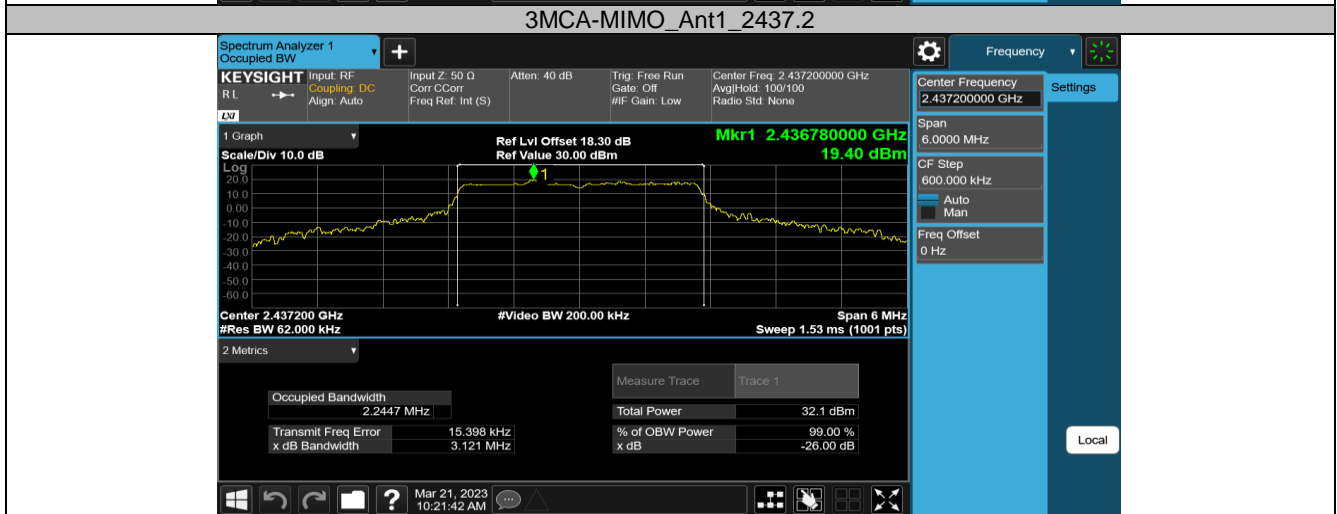 3MCA-MIMO_Ant1_2437.2
Spectrum Analyzer 1
Occupied BW
Frequency
KEYSIGHT
R L
LXI
Input: RF
Coupling: DC
Align: Auto
Input Z: 50 Ω
Corr CCorr
Freq Ref: Int (S)
Atten: 40 dB
Trig: Free Run
Gate: Off
#IF Gain: Low
Center Freq: 2.437200000 GHz
Avg|Hold: 100/100
Radio Std: None
Center Frequency
2.437200000 GHz
Settings
Span
6.0000 MHz
CF Step
600.000 kHz
Auto
Man
Freq Offset
0 Hz
1 Graph
Scale/Div 10.0 dB
Ref Lvl Offset 18.30 dB
Ref Value 30.00 dBm
Mkr1 2.436780000 GHz
19.40 dBm
Log
20.0
10.0
0.00
-10.0
-20.0
-30.0
-40.0
-50.0
-60.0
1
Center 2.437200 GHz
#Res BW 62.000 kHz
#Video BW 200.00 kHz
Span 6 MHz
Sweep 1.53 ms (1001 pts)
2 Metrics
Measure Trace Trace 1
Occupied Bandwidth
2.2447 MHz
Total Power 32.1 dBm
Transmit Freq Error 15.398 kHz
% of OBW Power 99.00 %
x dB Bandwidth 3.121 MHz
x dB -26.00 dB
Local
?
Mar 21, 2023
10:21:42 AM